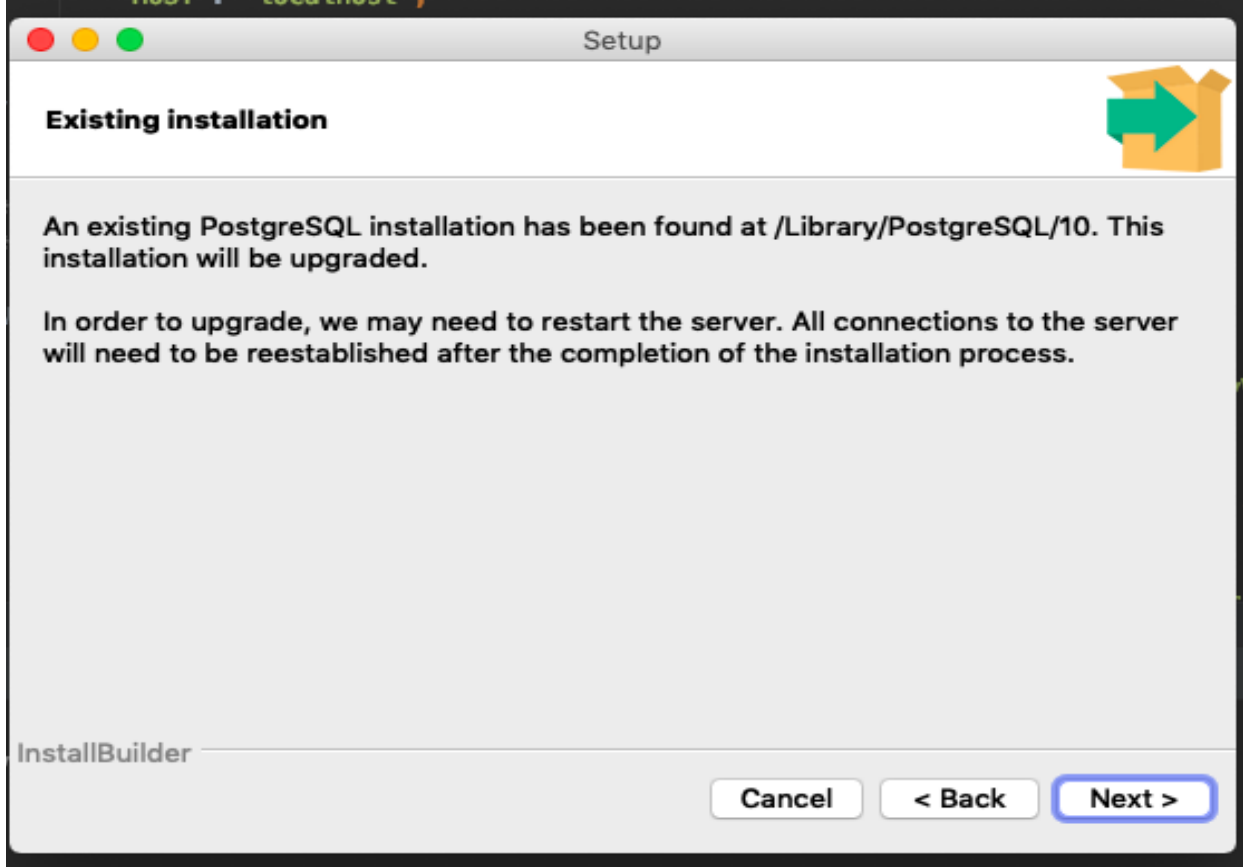 Setup
Existing installation
An existing PostgreSQL installation has been found at /Library/PostgreSQL/10. This
installation will be upgraded.
In order to upgrade, we may need to restart the server. All connections to the server
will need to be reestablished after the completion of the installation process.
InstallBuilder
Cancel
< Back
Next >